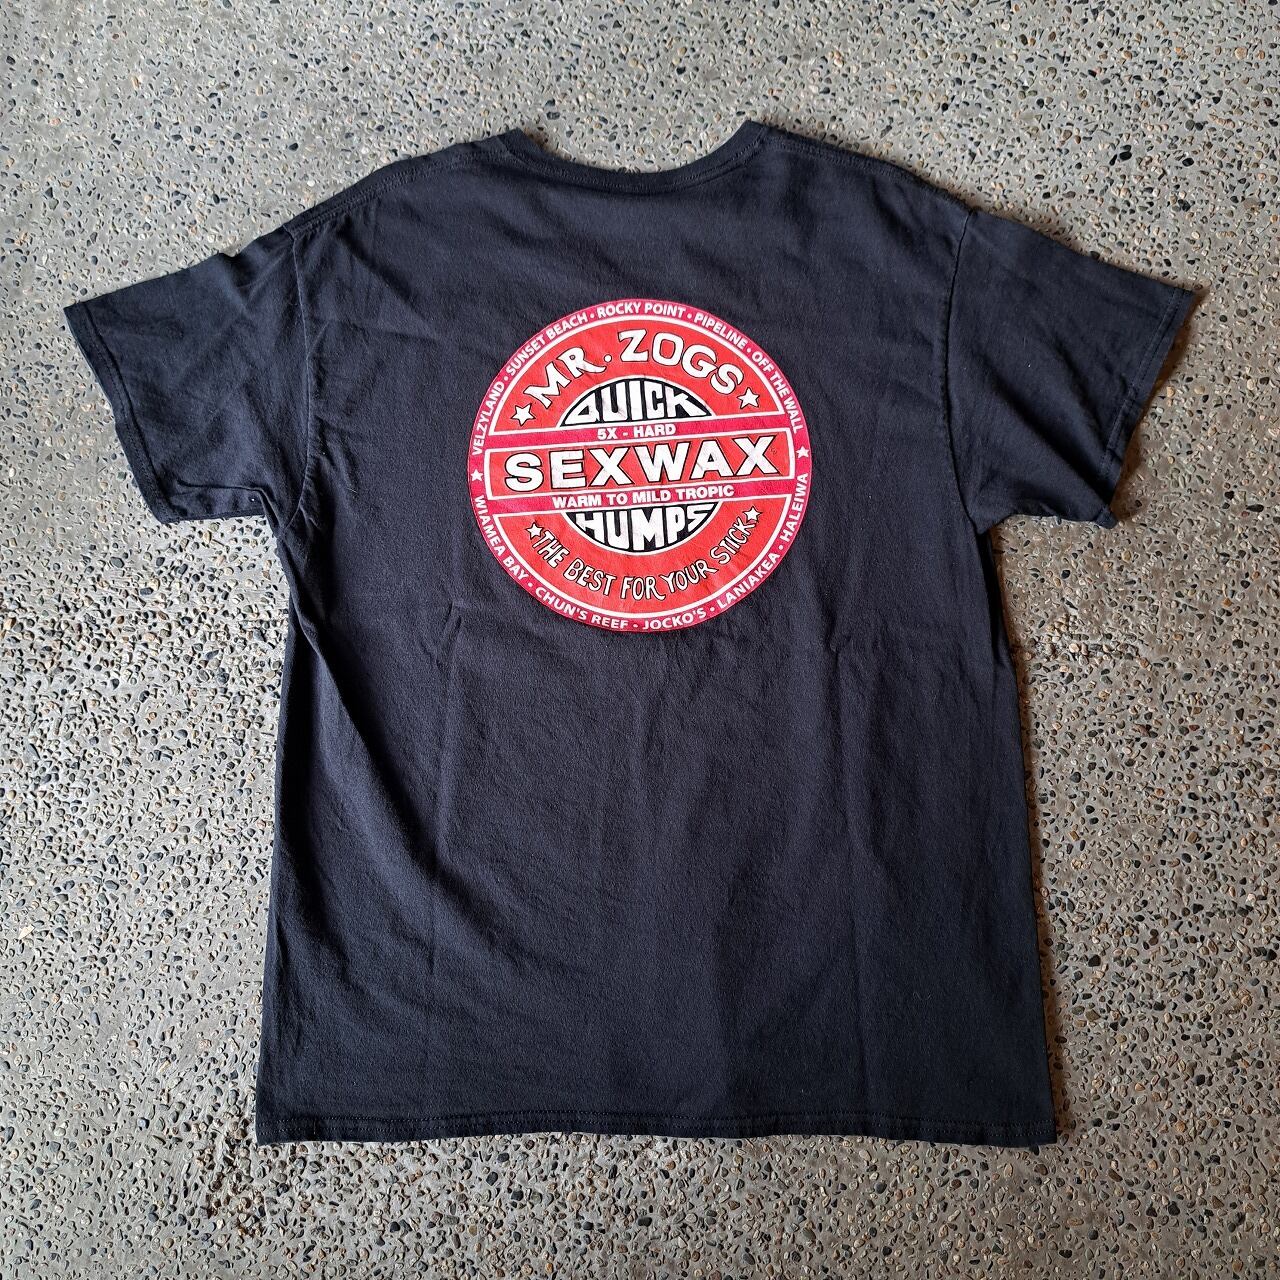 VELZYLAND • SUNSET BEACH • ROCKY POINT • PIPELINE • OFF THE WALL
MR. ZOGS
QUICK
5X - HARD
SEXWAX
WARM TO MILD TROPIC
HUMPS
THE BEST FOR YOUR STICK
WIAMEA BAY • CHUN'S REEF • JOCKO'S • LANIAKEA • HALEIWA